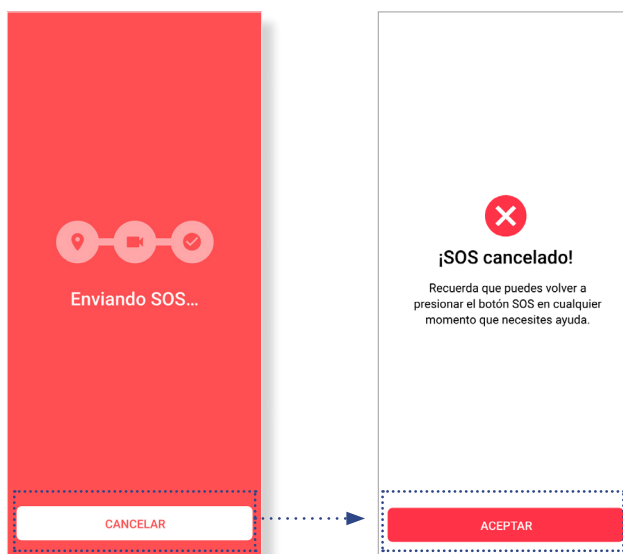 Enviando SOS...
CANCELAR
¡SOS cancelado!
Recuerda que puedes volver a
presionar el botón SOS en cualquier
momento que necesites ayuda.
ACEPTAR